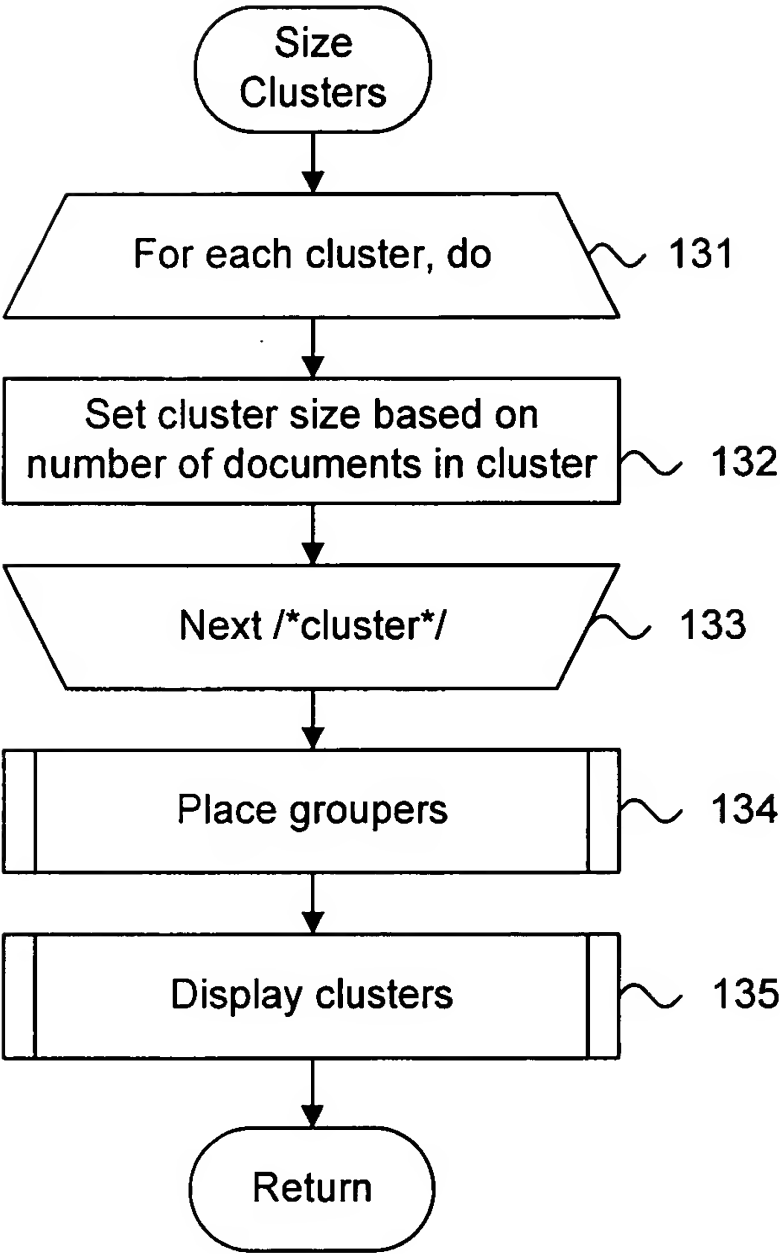 Size
Clusters
For each cluster, do
131
Set cluster size based on
number of documents in cluster
132
Next /*cluster*/
133
Place groupers
134
Display clusters
135
Return